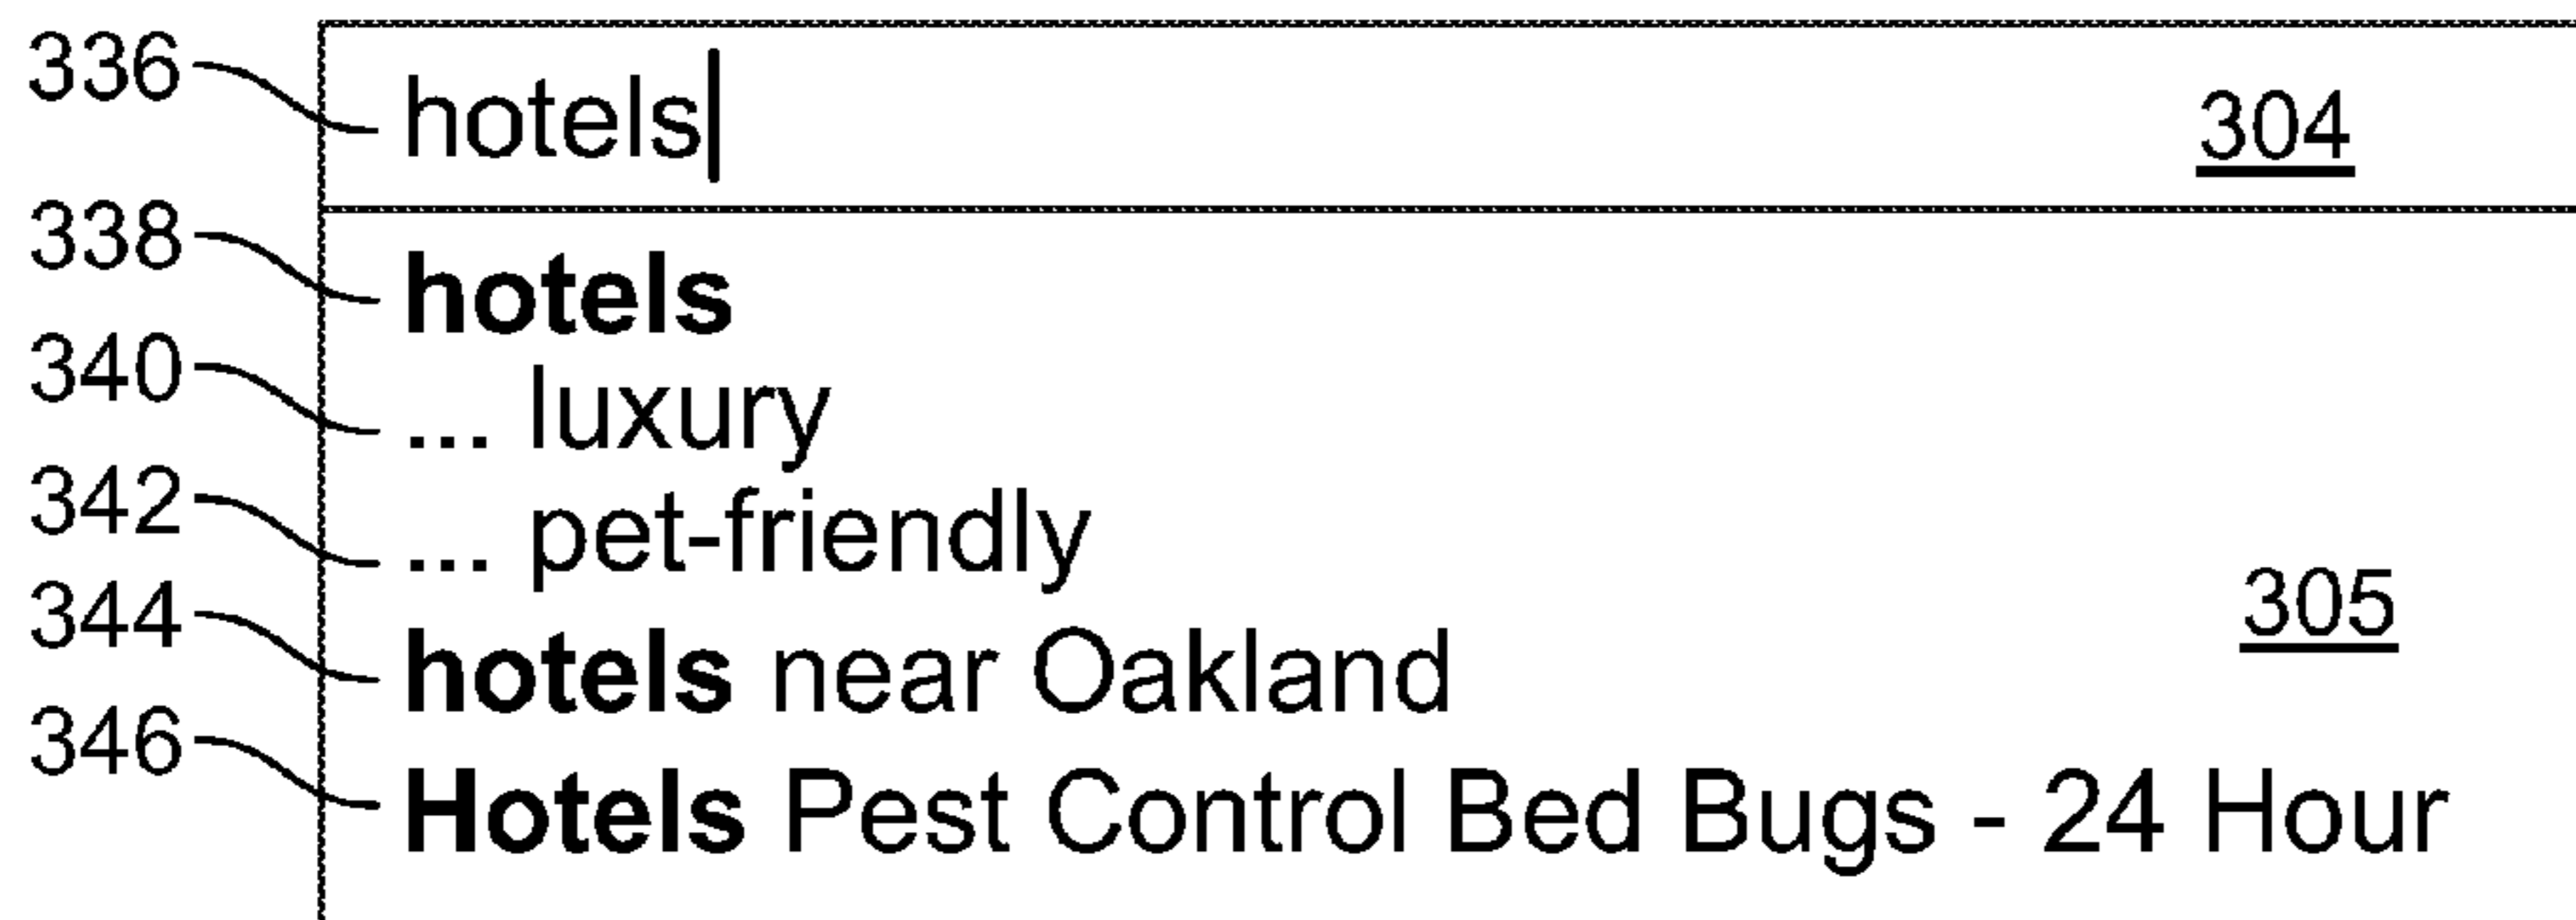 336 hotels 304
338 hotels
340 ... luxury
342 ... pet-friendly
305
344 hotels near Oakland
346 Hotels Pest Control Bed Bugs - 24 Hour